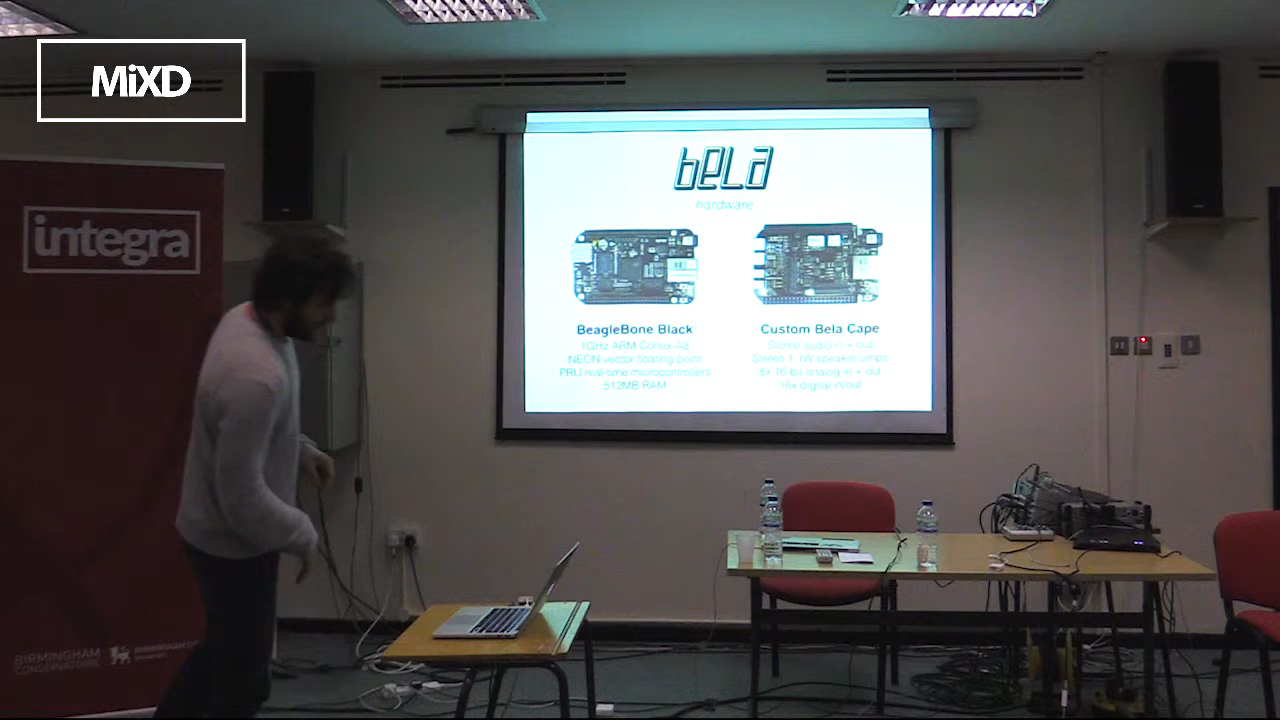 MiXD
integra
BIRMINGHAM
CONSERVATOIRE
bela
hardware
BeagleBone Black
1GHz ARM Cortex-A8
NEON vector floating point
PRU real-time microcontrollers
512MB RAM
Custom Bela Cape
Stereo audio in + out
Stereo 1.1W speaker amps
8x 16-bit analog in + out
16x digital in/out